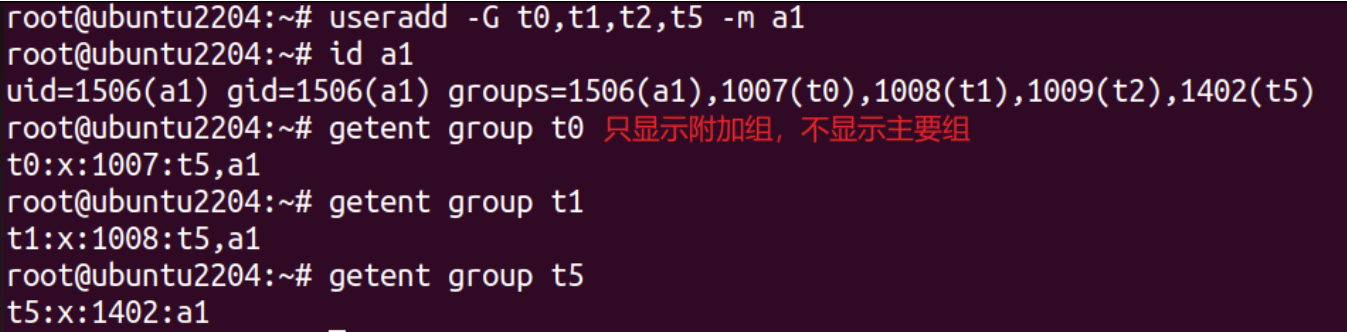 root@ubuntu2204:~# useradd -G t0,t1,t2,t5 -m a1
root@ubuntu2204:~# id a1
uid=1506(a1) gid=1506(a1) groups=1506(a1),1007(t0),1008(t1),1009(t2),1402(t5)
root@ubuntu2204:~# getent group t0 只显示附加组，不显示主要组
t0:x:1007:t5,a1
root@ubuntu2204:~# getent group t1
t1:x:1008:t5,a1
root@ubuntu2204:~# getent group t5
t5:x:1402:a1